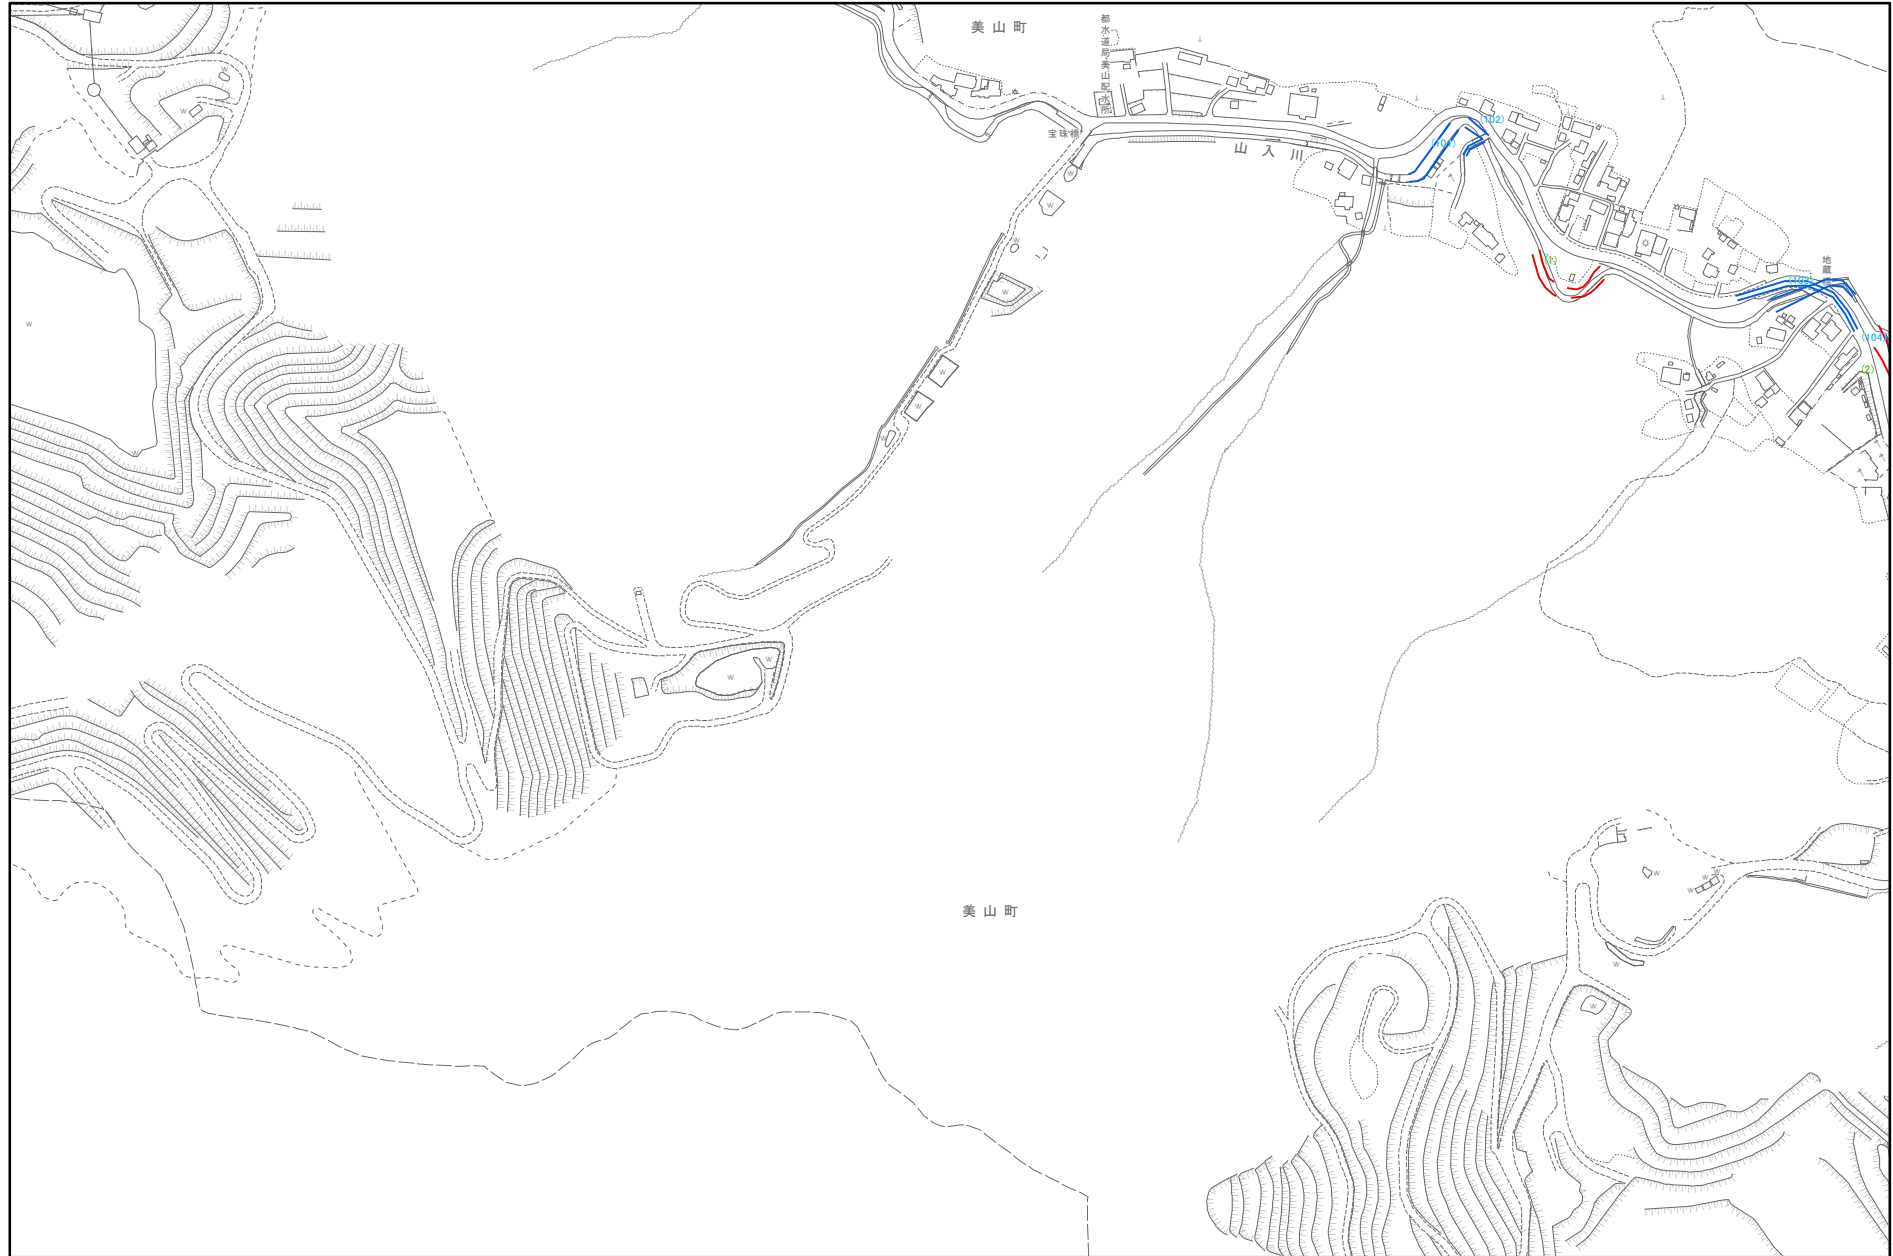 美山町
都水道局美山配水所
宝珠橋
山入川
(101)
(102)
(1)
地蔵
(103)
(104)
(2)
美山町